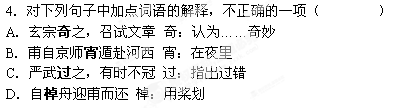 4. 对下列句子中加点词语的解释，不正确的一项（　　）
A．玄宗奇之，召试文章 奇：认为……奇妙
B．甫自京师宵遁赴河西 宵：在夜里
C．严武过之，有时不冠 过：指出过错
D．自棹舟迎甫而还 棹：用桨划